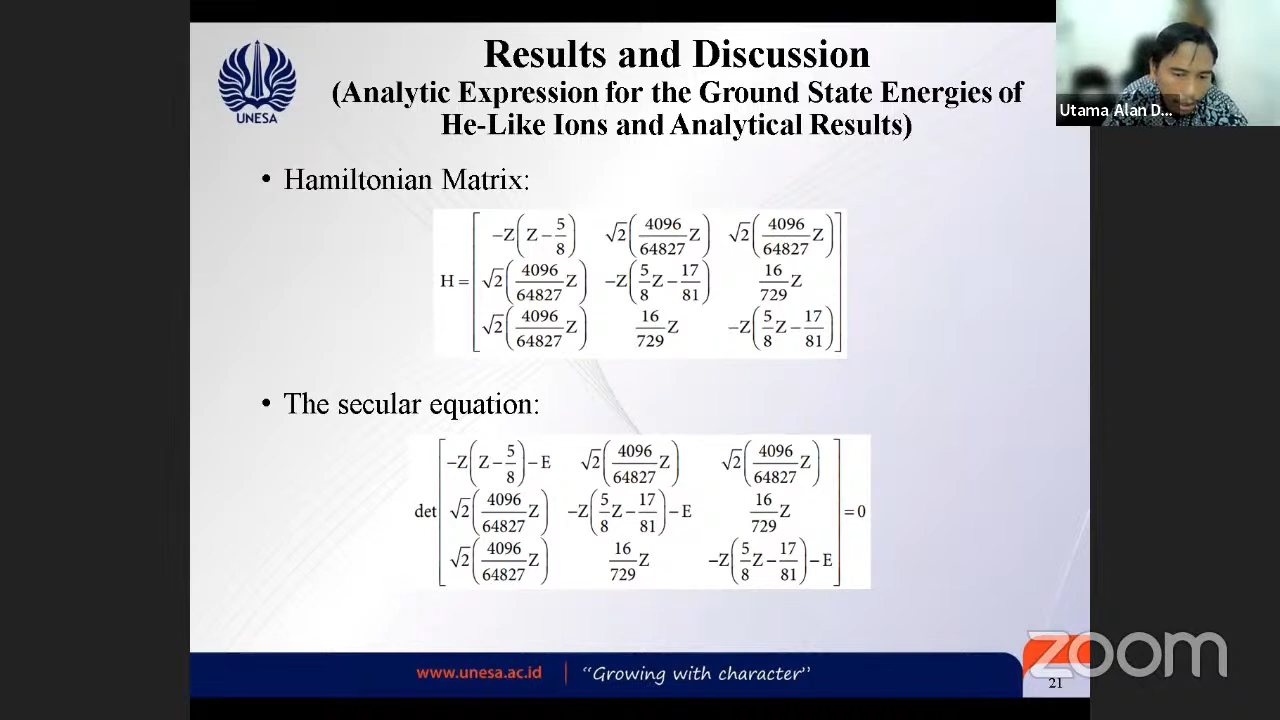 Results and Discussion
(Analytic Expression for the Ground State Energies of
He-Like Ions and Analytical Results)
UNESA
Utama Alan D...
• Hamiltonian Matrix:
H = [ −Z(Z − 5/8) √2(4096/64827 Z) √2(4096/64827 Z)
√2(4096/64827 Z) −Z(5/8 Z − 17/81) 16/729 Z
√2(4096/64827 Z) 16/729 Z −Z(5/8 Z − 17/81) ]
• The secular equation:
det [ −Z(Z − 5/8) − E √2(4096/64827 Z) √2(4096/64827 Z)
√2(4096/64827 Z) −Z(5/8 Z − 17/81) − E 16/729 Z
√2(4096/64827 Z) 16/729 Z −Z(5/8 Z − 17/81) − E ] = 0
www.unesa.ac.id | “Growing with character”
zoom
21